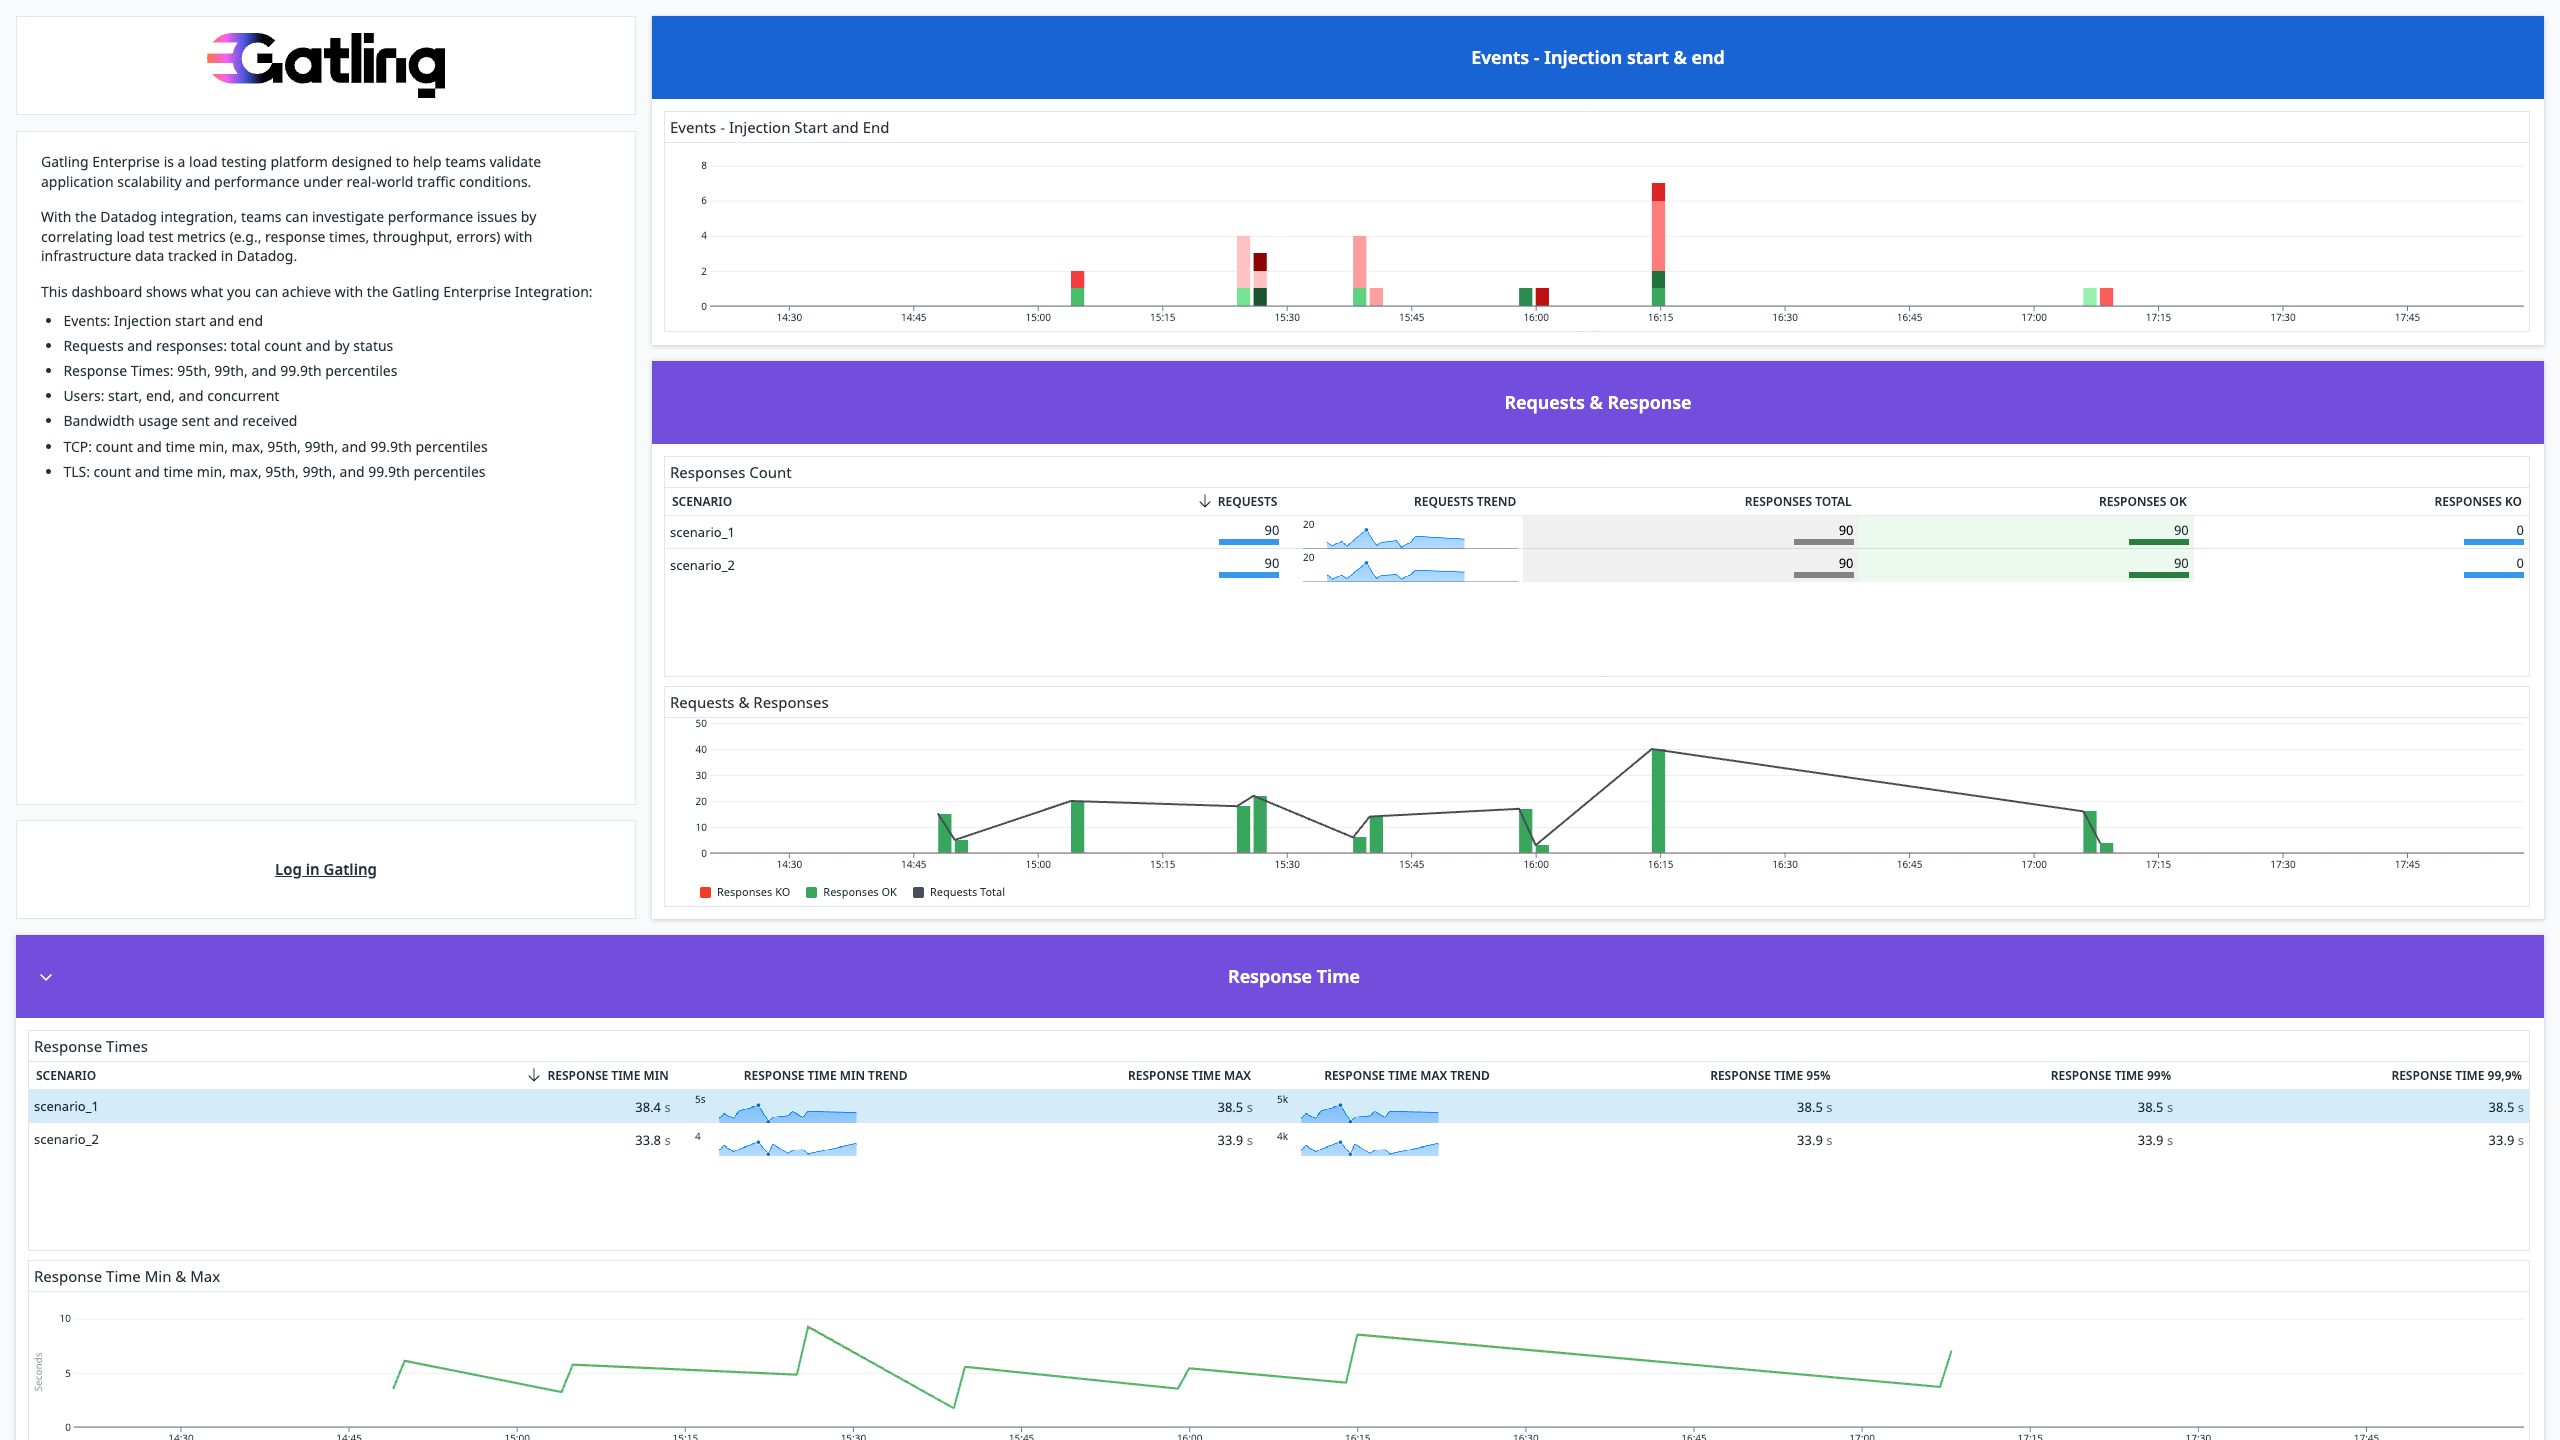 Gatling
Gatling Enterprise is a load testing platform designed to help teams validate
application scalability and performance under real-world traffic conditions.
With the Datadog integration, teams can investigate performance issues by
correlating load test metrics (e.g., response times, throughput, errors) with
infrastructure data tracked in Datadog.
This dashboard shows what you can achieve with the Gatling Enterprise Integration:
• Events: Injection start and end
• Requests and responses: total count and by status
• Response Times: 95th, 99th, and 99.9th percentiles
• Users: start, end, and concurrent
• Bandwidth usage sent and received
• TCP: count and time min, max, 95th, 99th, and 99.9th percentiles
• TLS: count and time min, max, 95th, 99th, and 99.9th percentiles
Log in Gatling
Events - Injection start & end
Events - Injection Start and End
8
6
4
2
0
14:30 14:45 15:00 15:15 15:30 15:45 16:00 16:15 16:30 16:45 17:00 17:15 17:30 17:45
Requests & Response
Responses Count
SCENARIO REQUESTS REQUESTS TREND RESPONSES TOTAL RESPONSES OK RESPONSES KO
scenario_1 90 20 90 90 0
scenario_2 90 20 90 90 0
Requests & Responses
50
40
30
20
10
0
14:30 14:45 15:00 15:15 15:30 15:45 16:00 16:15 16:30 16:45 17:00 17:15 17:30 17:45
Responses KO Responses OK Requests Total
Response Time
Response Times
SCENARIO RESPONSE TIME MIN RESPONSE TIME MIN TREND RESPONSE TIME MAX RESPONSE TIME MAX TREND RESPONSE TIME 95% RESPONSE TIME 99% RESPONSE TIME 99,9%
scenario_1 38.4 s 5s 38.5 s 5k 38.5 s 38.5 s 38.5 s
scenario_2 33.8 s 4 33.9 s 4k 33.9 s 33.9 s 33.9 s
Response Time Min & Max
Seconds
10
5
0
14:30 14:45 15:00 15:15 15:30 15:45 16:00 16:15 16:30 16:45 17:00 17:15 17:30 17:45